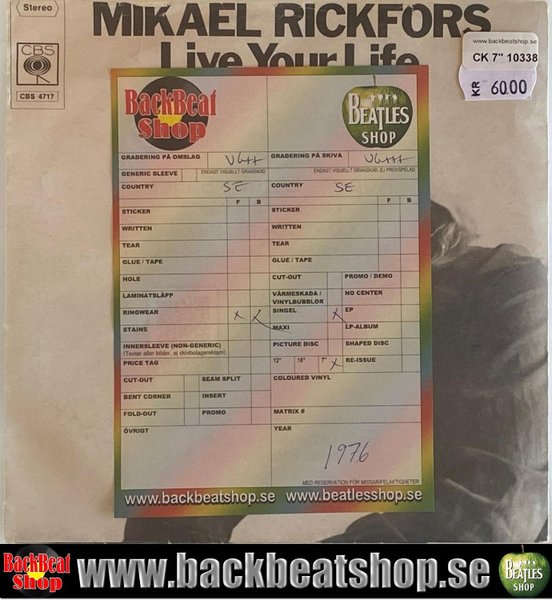 Stereo
MIKAEL RICKFORS
Live Your Life
CBS
CBS 4717
www.backbeatshop.se
CK 7" 10338
KR 60.00
BackBeat Shop
BEATLES SHOP
GRADERING PÅ OMSLAG VG++
GRADERING PÅ SKIVA VG+++
GENERIC SLEEVE
ENDAST VISUELLT GRANSKAD
ENDAST VISUELLT GRANSKAD, EJ PROVSPELAD
COUNTRY SE
COUNTRY SE
F B
F B
STICKER
STICKER
WRITTEN
WRITTEN
TEAR
TEAR
GLUE / TAPE
GLUE / TAPE
HOLE
CUT-OUT
PROMO / DEMO
LAMINATSLÄPP
VÄRMESKADA /
VINYLBUBBLOR
NO CENTER
RINGWEAR X X
SINGEL X
EP
STAINS
MAXI
LP-ALBUM
INNERSLEEVE (NON-GENERIC)
(Textar aller bilder, ej skivbolagsreklam)
PICTURE DISC
SHAPED DISC
PRICE TAG
12" 10" 7" X
RE-ISSUE
CUT-OUT
SEAM SPLIT
COLOURED VINYL
BENT CORNER
INSERT
FOLD-OUT
PROMO
MATRIX #
ÖVRIGT
YEAR
1976
MED RESERVATION FÖR MISSAR/FELAKTIGHETER
www.backbeatshop.se www.beatlesshop.se
BackBeat Shop www.backbeatshop.se BEATLES SHOP